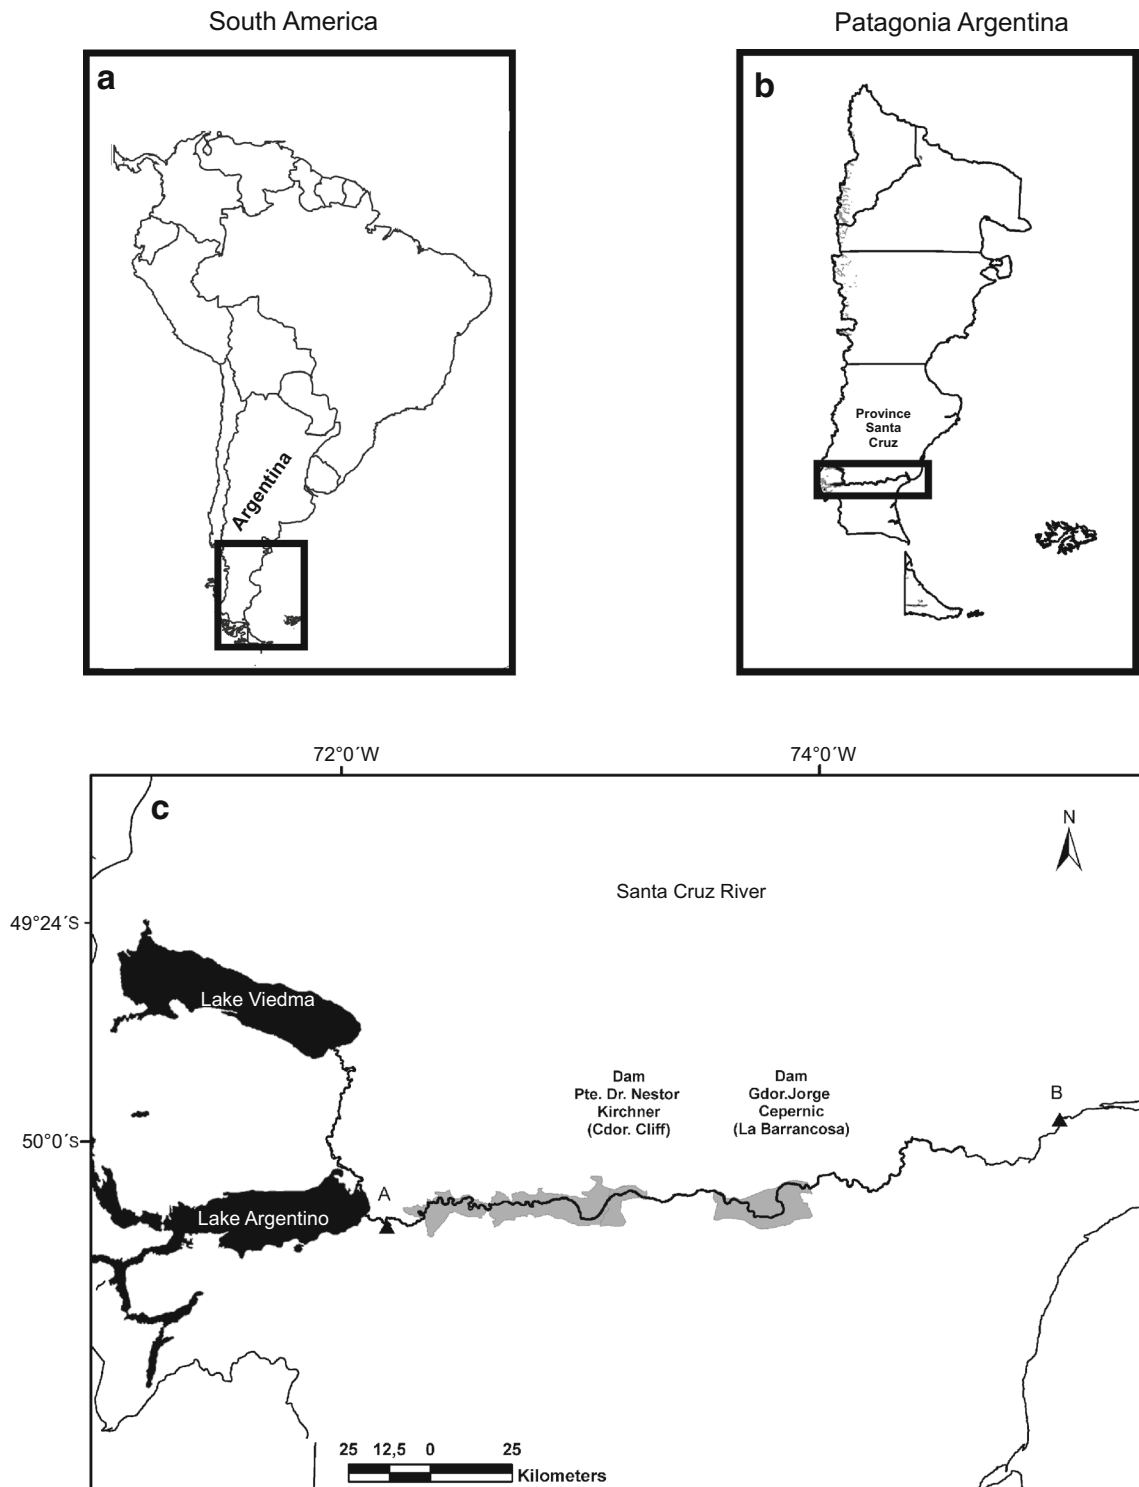 South America
Patagonia Argentina
a
Argentina
b
Province
Santa
Cruz
72°0´W
74°0´W
c
N
Santa Cruz River
49°24´S
Lake Viedma
Dam
Pte. Dr. Nestor
Kirchner
(Cdor. Cliff)
Dam
Gdor.Jorge
Cepernic
(La Barrancosa)
B
50°0´S
A
Lake Argentino
25 12,5 0 25
Kilometers